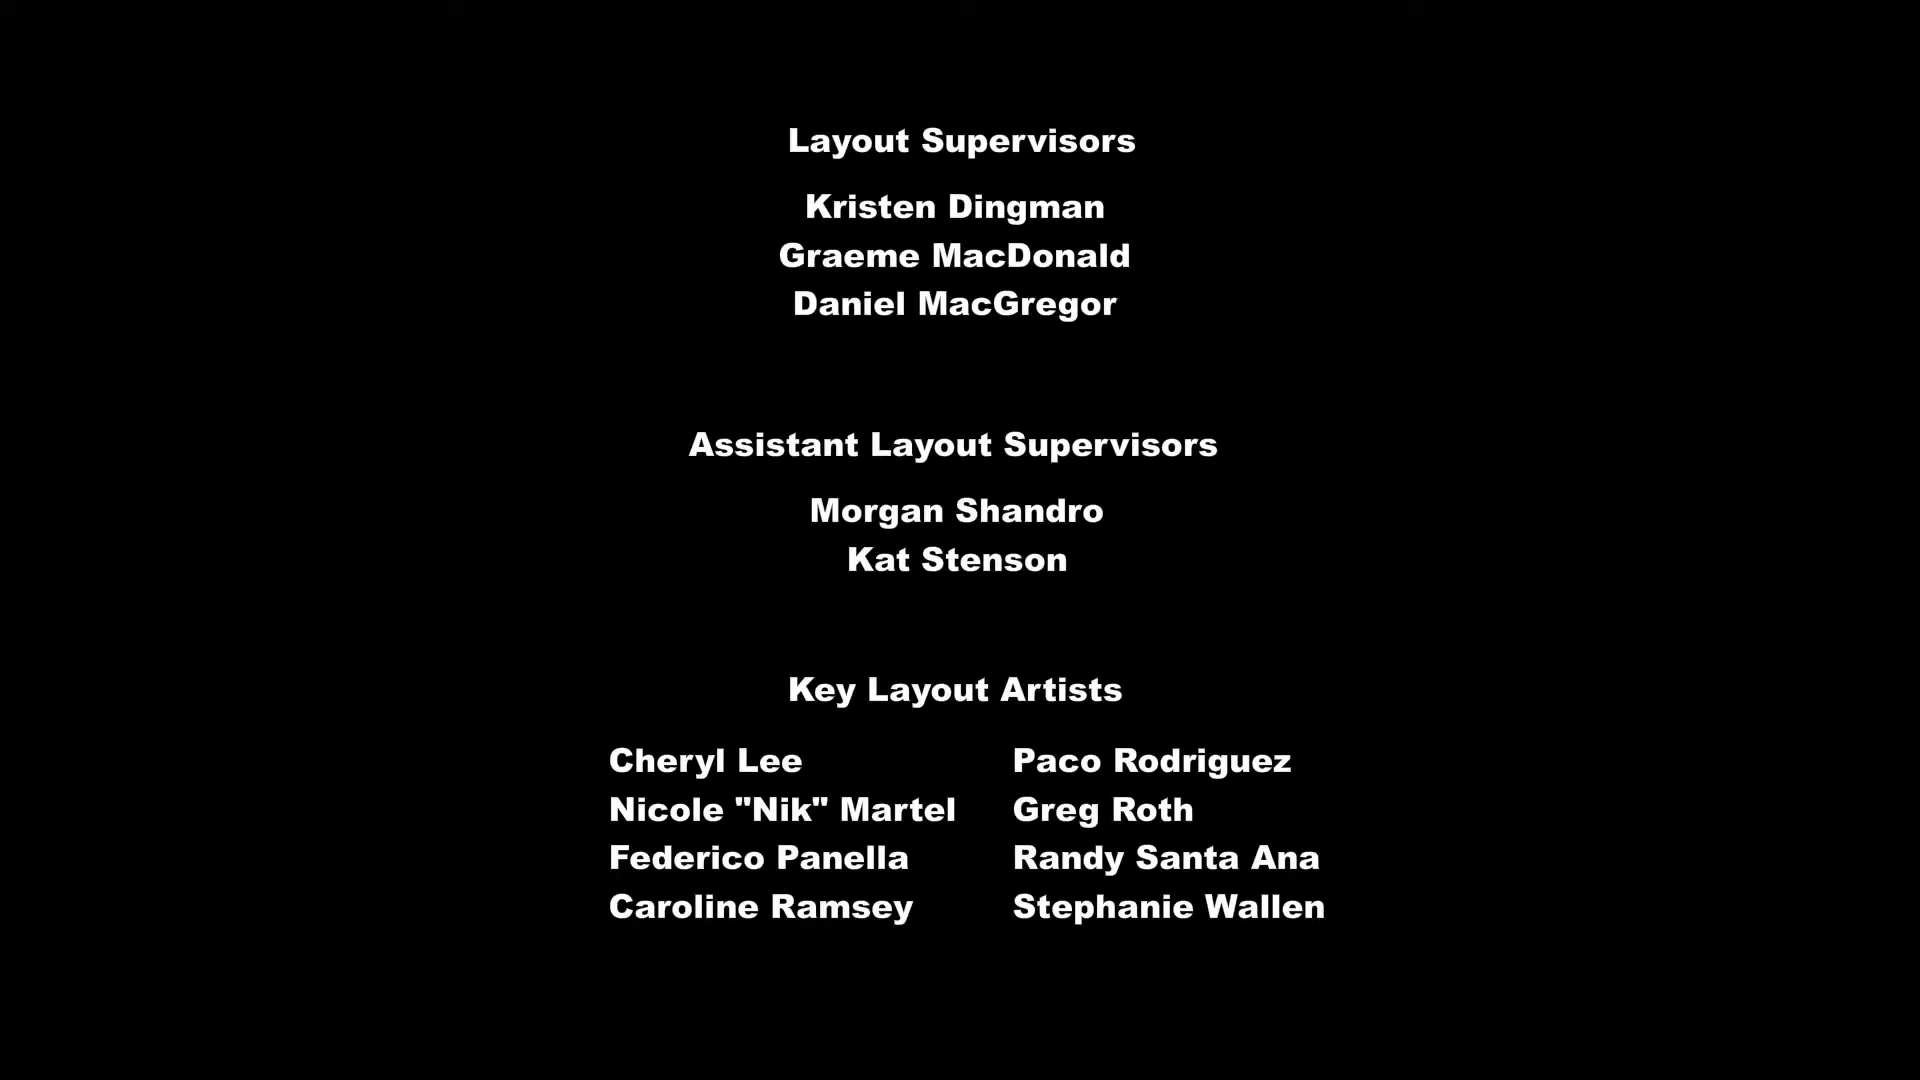 Layout Supervisors
Kristen Dingman
Graeme MacDonald
Daniel MacGregor
Assistant Layout Supervisors
Morgan Shandro
Kat Stenson
Key Layout Artists
Cheryl Lee
Nicole "Nik" Martel
Federico Panella
Caroline Ramsey
Paco Rodriguez
Greg Roth
Randy Santa Ana
Stephanie Wallen